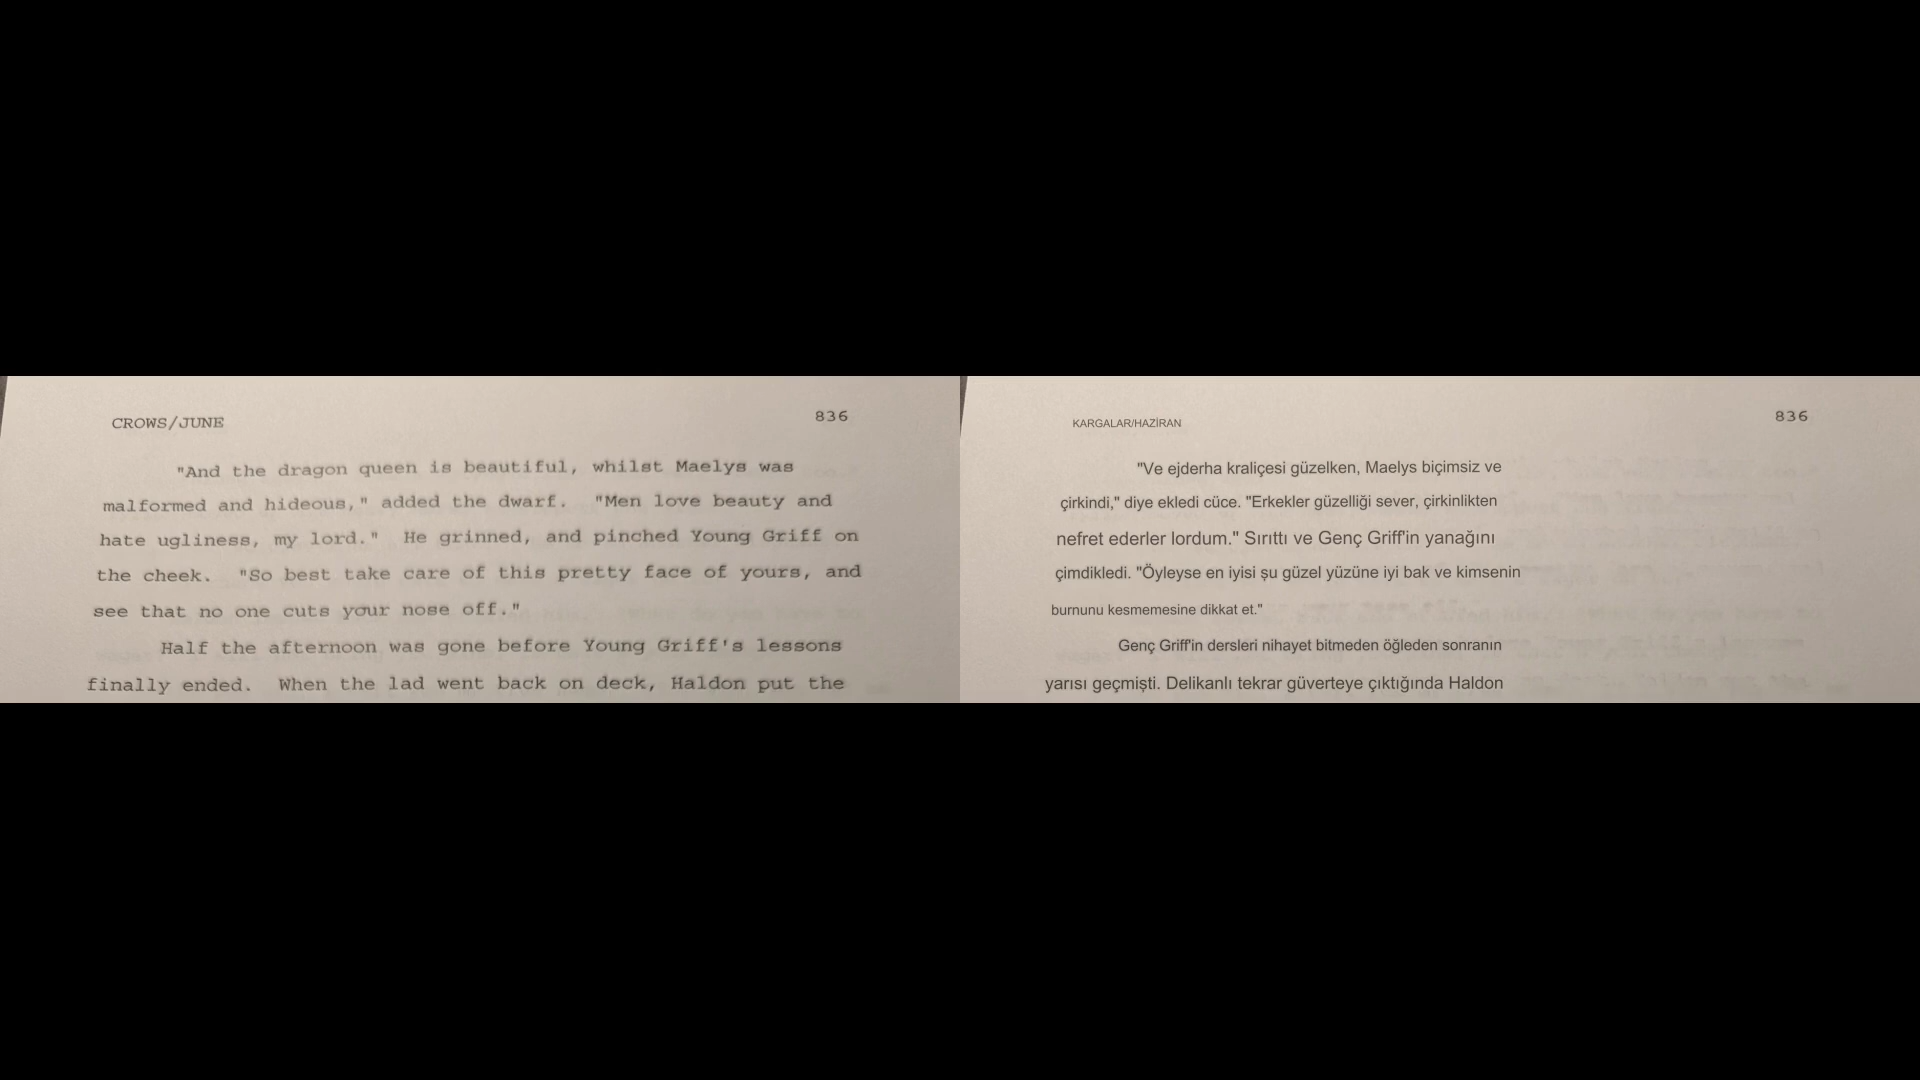 CROWS/JUNE
836
"And the dragon queen is beautiful, whilst Maelys was
malformed and hideous," added the dwarf.  "Men love beauty and
hate ugliness, my lord."  He grinned, and pinched Young Griff on
the cheek.  "So best take care of this pretty face of yours, and
see that no one cuts your nose off."
Half the afternoon was gone before Young Griff's lessons
finally ended.  When the lad went back on deck, Haldon put the
KARGALAR/HAZİRAN
836
"Ve ejderha kraliçesi güzelken, Maelys biçimsiz ve
çirkindi," diye ekledi cüce. "Erkekler güzelliği sever, çirkinlikten
nefret ederler lordum." Sırıttı ve Genç Griff'in yanağını
çimdikledi. "Öyleyse en iyisi şu güzel yüzüne iyi bak ve kimsenin
burnunu kesmemesine dikkat et."
Genç Griff'in dersleri nihayet bitmeden öğleden sonranın
yarısı geçmişti. Delikanlı tekrar güverteye çıktığında Haldon